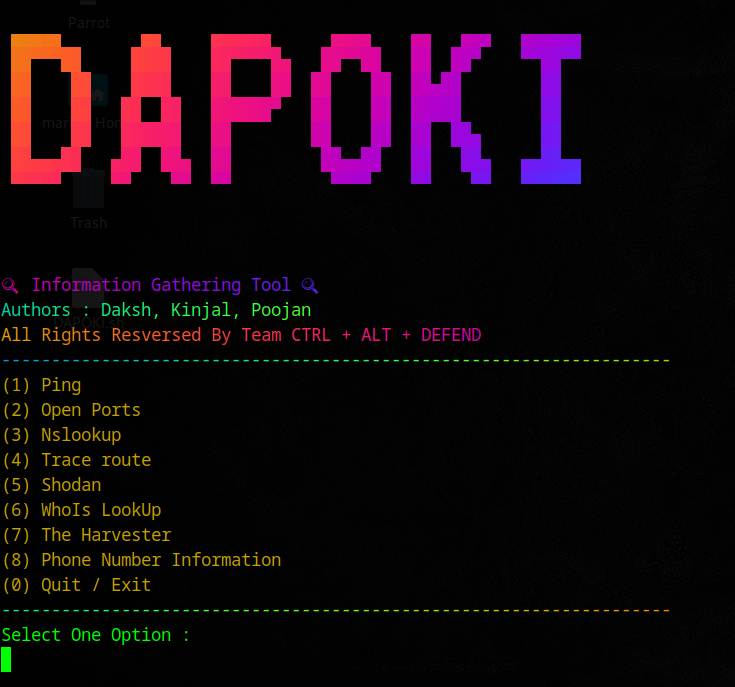 Parrot
DAPOKI
Trash
🔍 Information Gathering Tool 🔍
Authors : Daksh, Kinjal, Poojan
All Rights Resversed By Team CTRL + ALT + DEFEND
-------------------------------------------------------------------
(1) Ping
(2) Open Ports
(3) Nslookup
(4) Trace route
(5) Shodan
(6) WhoIs LookUp
(7) The Harvester
(8) Phone Number Information
(0) Quit / Exit
-------------------------------------------------------------------
Select One Option :